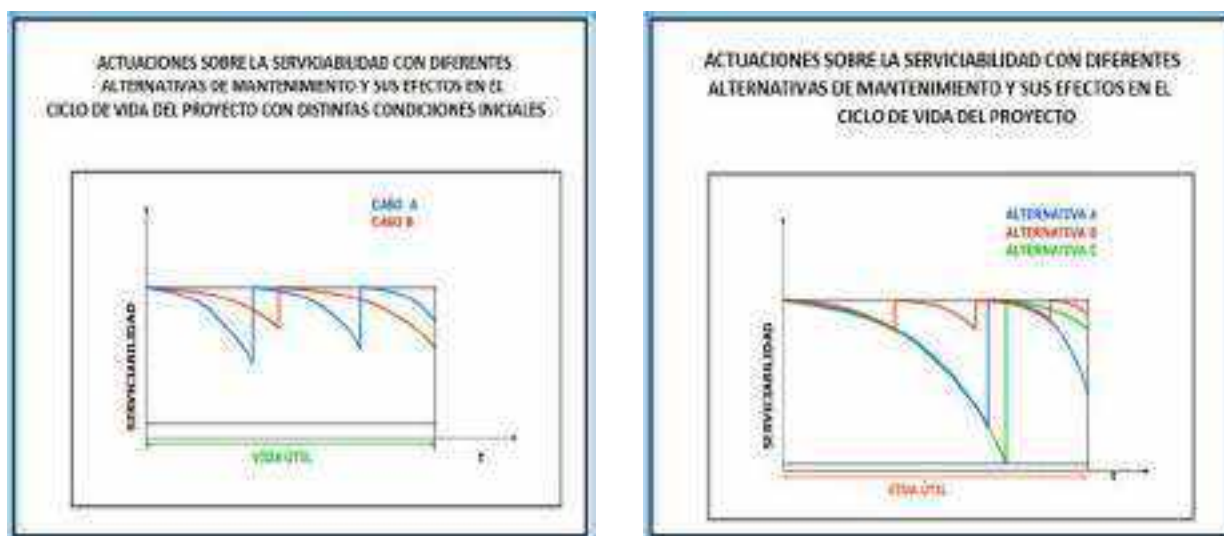 ACTUACIONES SOBRE LA SERVICIABILIDAD CON DIFERENTES
ALTERNATIVAS DE MANTENIMIENTO Y SUS EFECTOS EN EL
CICLO DE VIDA DEL PROYECTO CON DISTINTAS CONDICIONES INICIALES
CASO A
CASO B
SERVICIABILIDAD
VIDA ÚTIL
t
ACTUACIONES SOBRE LA SERVICIABILIDAD CON DIFERENTES
ALTERNATIVAS DE MANTENIMIENTO Y SUS EFECTOS EN EL
CICLO DE VIDA DEL PROYECTO
ALTERNATIVA A
ALTERNATIVA B
ALTERNATIVA C
SERVICIABILIDAD
VIDA ÚTIL